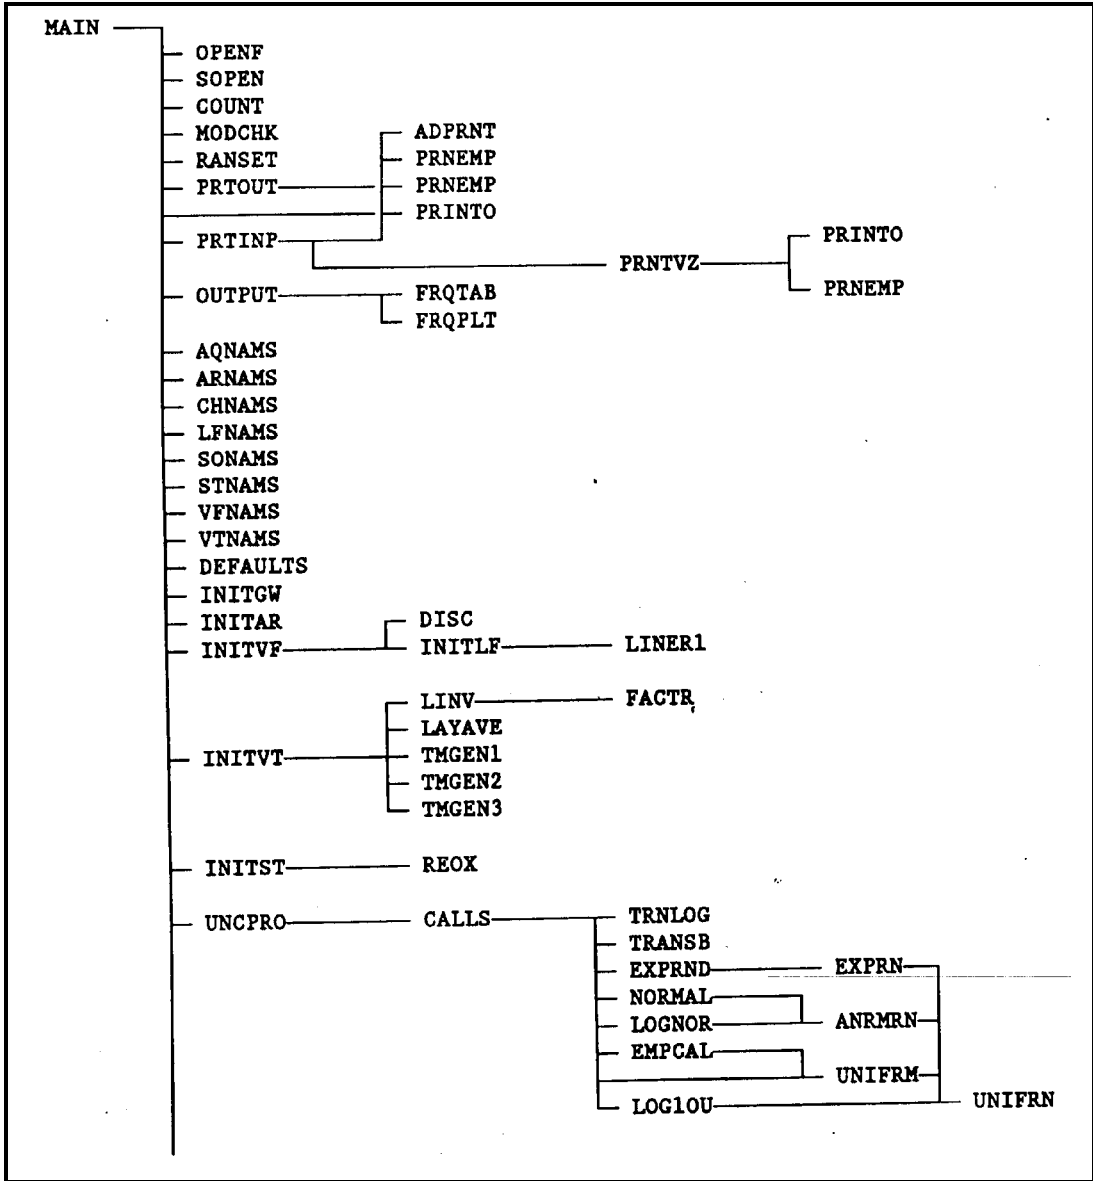 MAIN
OPENF
SOPEN
COUNT
MODCHK ADPRNT
RANSET PRNEMP
PRTOUT PRNEMP
PRINTO
PRTINP PRNTVZ PRINTO
PRNEMP
OUTPUT FRQTAB
FRQPLT
AQNAMS
ARNAMS
CHNAMS
LFNAMS
SONAMS
STNAMS
VFNAMS
VTNAMS
DEFAULTS
INITGW
INITAR DISC
INITVF INITLF LINER1
LINV FACTR
LAYAVE
INITVT TMGEN1
TMGEN2
TMGEN3
INITST REOX
UNCPRO CALLS TRNLOG
TRANSB
EXPRND EXPRN
NORMAL
LOGNOR ANRMRN
EMPCAL
UNIFRM
LOG10U UNIFRN